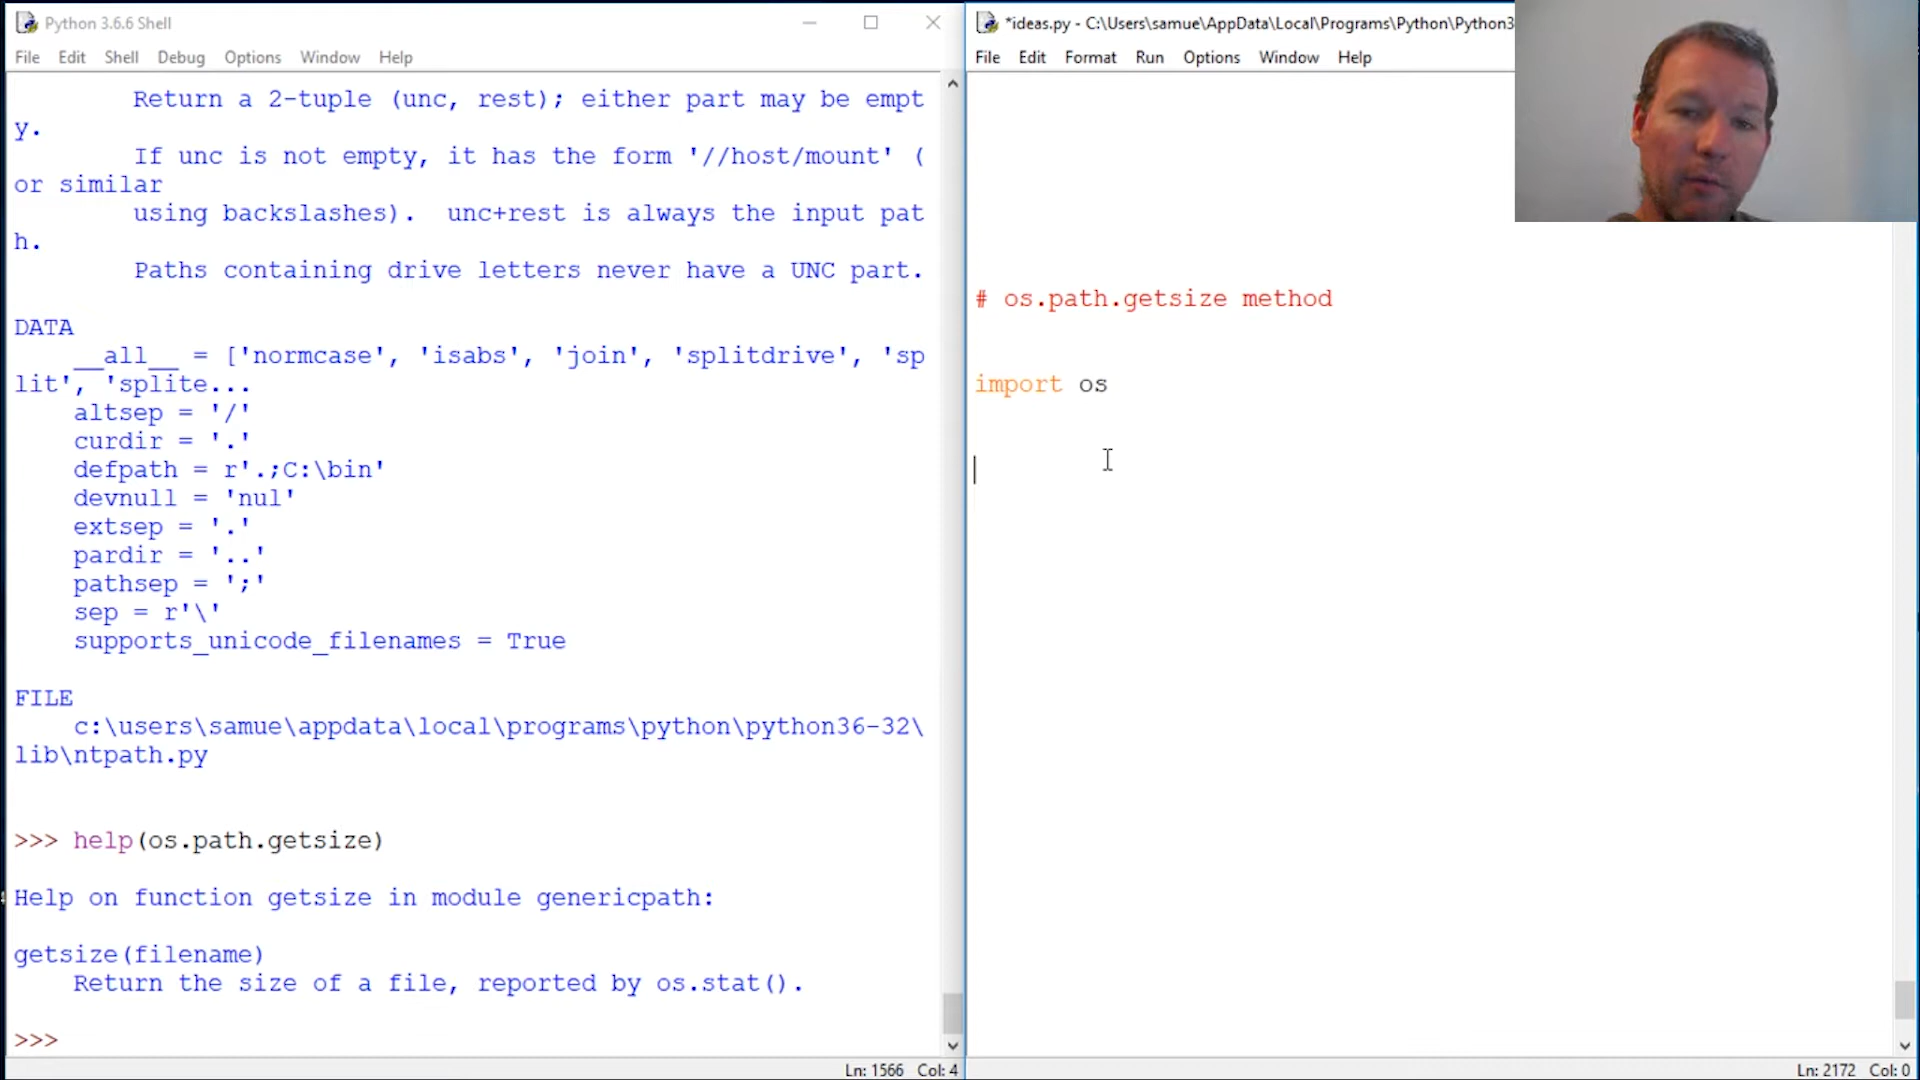 Python 3.6.6 Shell
File Edit Shell Debug Options Window Help
Return a 2-tuple (unc, rest); either part may be empt
y.
If unc is not empty, it has the form '//host/mount' (
or similar
using backslashes).  unc+rest is always the input pat
h.
Paths containing drive letters never have a UNC part.
DATA
__all__ = ['normcase', 'isabs', 'join', 'splitdrive', 'sp
lit', 'splite...
altsep = '/'
curdir = '.'
defpath = r'.;C:\bin'
devnull = 'nul'
extsep = '.'
pardir = '..'
pathsep = ';'
sep = r'\'
supports_unicode_filenames = True
FILE
c:\users\samue\appdata\local\programs\python\python36-32\
lib\ntpath.py
>>> help(os.path.getsize)
Help on function getsize in module genericpath:
getsize(filename)
Return the size of a file, reported by os.stat().
>>>
Ln: 1566 Col: 4
*ideas.py - C:\Users\samue\AppData\Local\Programs\Python\Python3
File Edit Format Run Options Window Help
# os.path.getsize method
import os
Ln: 2172 Col: 0